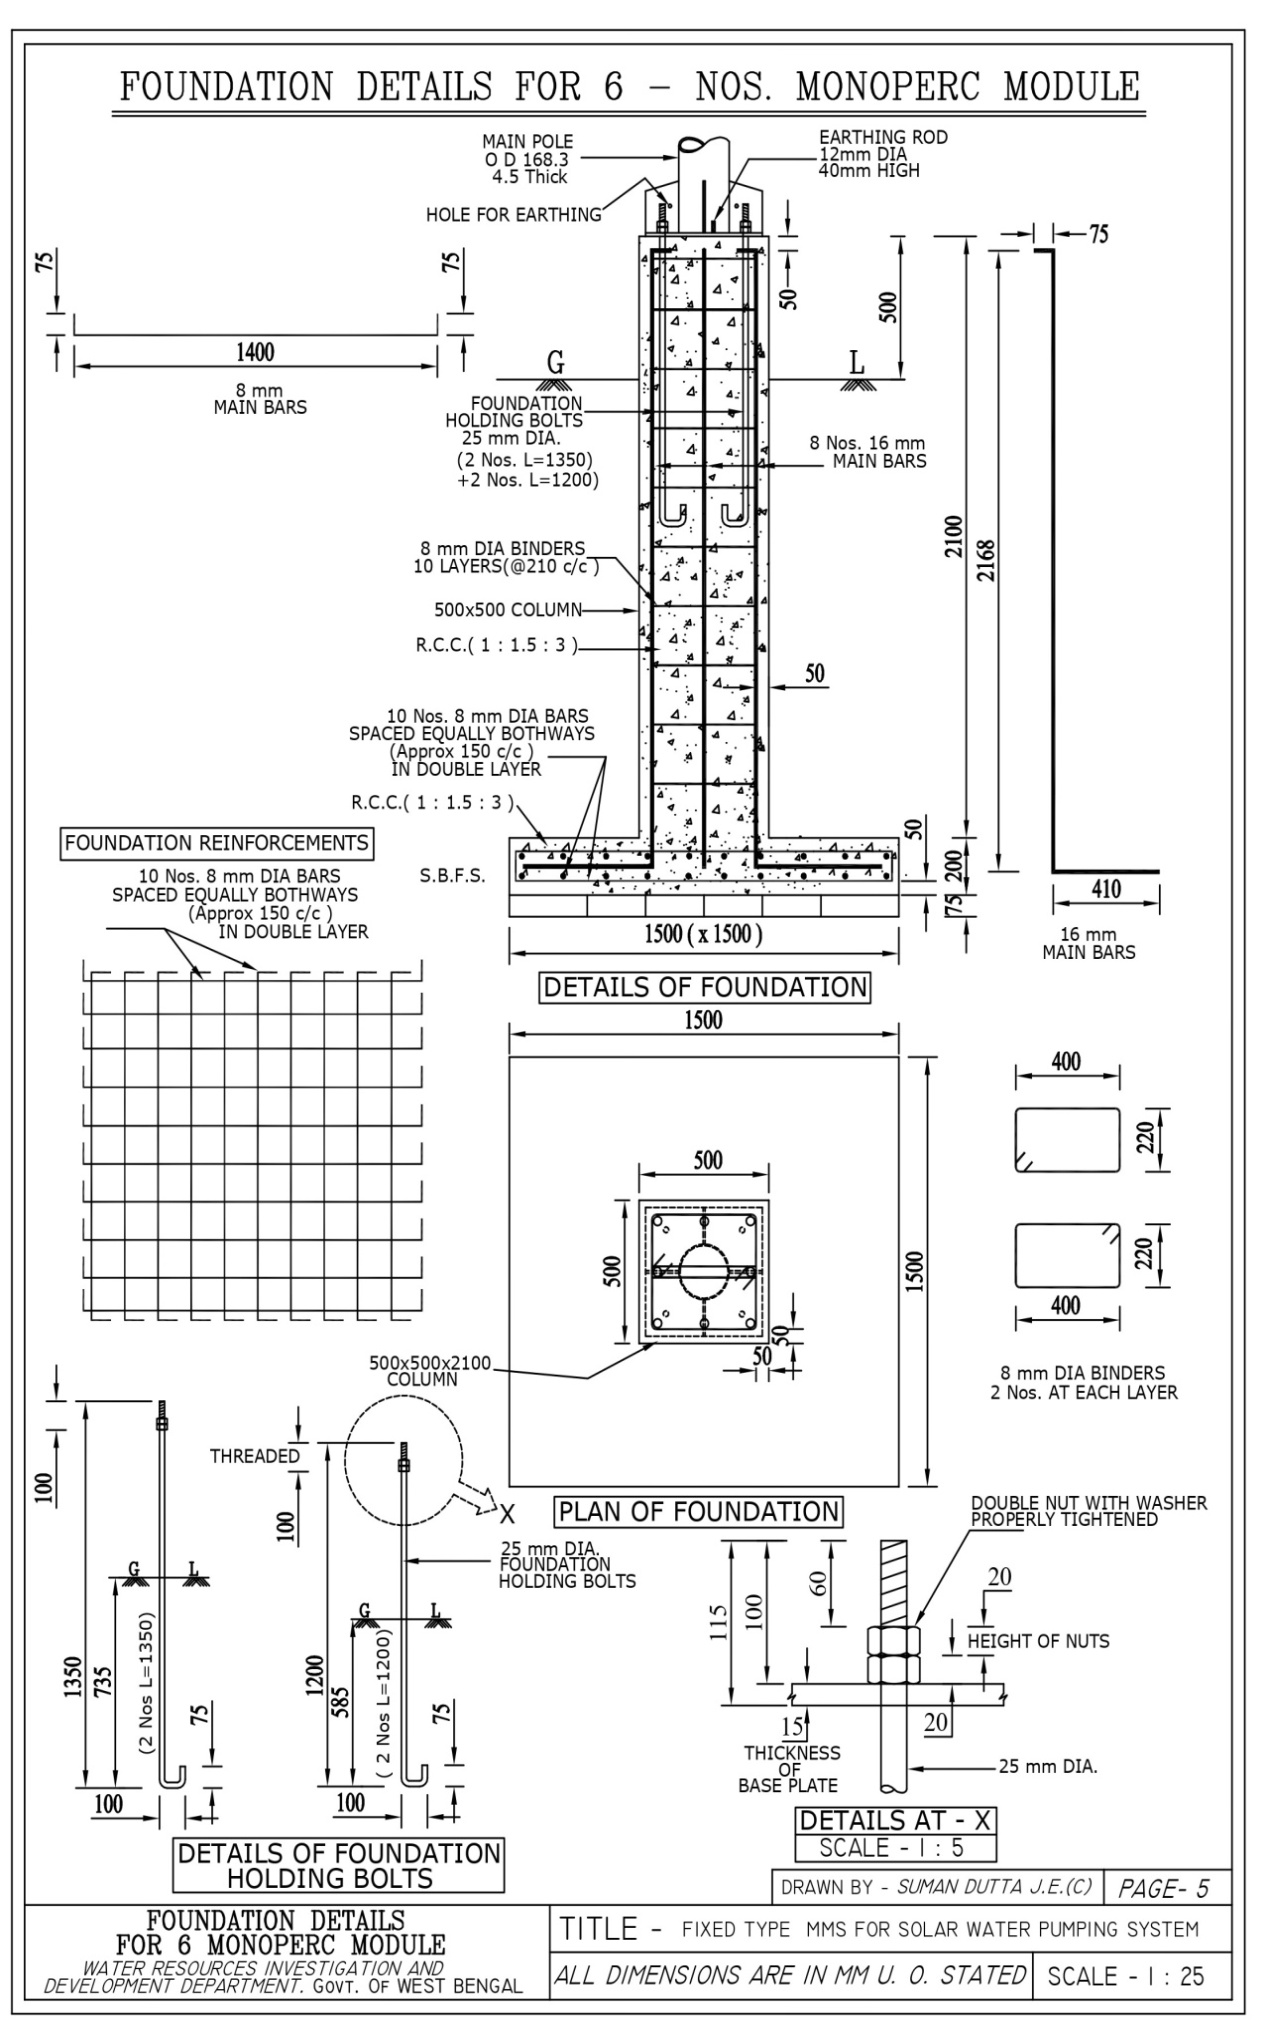 FOUNDATION DETAILS FOR 6 – NOS. MONOPERC MODULE
MAIN POLE
O D 168.3
4.5 Thick
EARTHING ROD
12mm DIA
40mm HIGH
HOLE FOR EARTHING
75
75
1400
8 mm
MAIN BARS
50
500
75
G
L
FOUNDATION
HOLDING BOLTS
25 mm DIA.
(2 Nos. L=1350)
+2 Nos. L=1200)
8 Nos. 16 mm
MAIN BARS
2100
2168
8 mm DIA BINDERS
10 LAYERS(@210 c/c )
500x500 COLUMN
R.C.C.( 1 : 1.5 : 3 )
50
10 Nos. 8 mm DIA BARS
SPACED EQUALLY BOTHWAYS
(Approx 150 c/c )
IN DOUBLE LAYER
R.C.C.( 1 : 1.5 : 3 )
S.B.F.S.
50
200
75
410
16 mm
MAIN BARS
1500 ( x 1500 )
DETAILS OF FOUNDATION
FOUNDATION REINFORCEMENTS
10 Nos. 8 mm DIA BARS
SPACED EQUALLY BOTHWAYS
(Approx 150 c/c )
IN DOUBLE LAYER
1500
500
500
1500
50
50
500x500x2100
COLUMN
PLAN OF FOUNDATION
400
220
220
400
8 mm DIA BINDERS
2 Nos. AT EACH LAYER
100
THREADED
100
X
25 mm DIA.
FOUNDATION
HOLDING BOLTS
G L
G L
1350
735
(2 Nos L=1350)
75
100
1200
585
( 2 Nos L=1200)
75
100
DETAILS OF FOUNDATION
HOLDING BOLTS
DOUBLE NUT WITH WASHER
PROPERLY TIGHTENED
115
100
60
20
HEIGHT OF NUTS
20
15
THICKNESS
OF
BASE PLATE
25 mm DIA.
DETAILS AT - X
SCALE - 1 : 5
DRAWN BY - SUMAN DUTTA J.E.(C)
PAGE- 5
FOUNDATION DETAILS
FOR 6 MONOPERC MODULE
WATER RESOURCES INVESTIGATION AND
DEVELOPMENT DEPARTMENT. GOVT. OF WEST BENGAL
TITLE - FIXED TYPE MMS FOR SOLAR WATER PUMPING SYSTEM
ALL DIMENSIONS ARE IN MM U. O. STATED
SCALE - 1 : 25